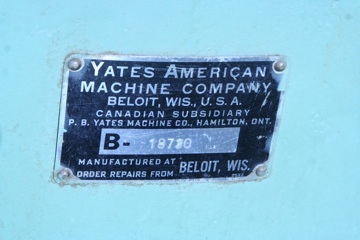 YATES AMERICAN
MACHINE COMPANY
BELOIT, WIS., U.S.A.
CANADIAN SUBSIDIARY
P. B. YATES MACHINE CO., HAMILTON, ONT.
B-
MANUFACTURED AT
ORDER REPAIRS FROM BELOIT, WIS.